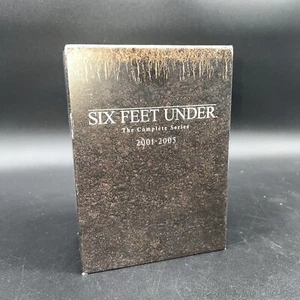 SIX FEET UNDER
The Complete Series
2001-2005